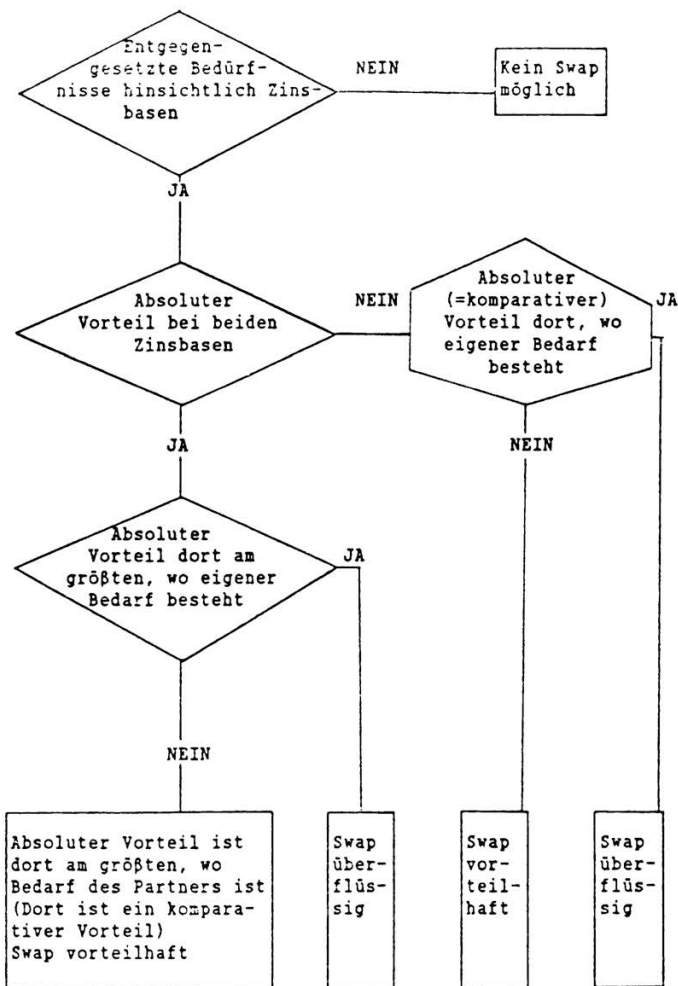 Entgegen-
gesetzte Bedürf-
nisse hinsichtlich Zins-
basen
NEIN
Kein Swap
möglich
JA
Absoluter
Vorteil bei beiden
Zinsbasen
NEIN
Absoluter
(=komparativer)
Vorteil dort, wo
eigener Bedarf
besteht
JA
JA
NEIN
Absoluter
Vorteil dort am
größten, wo eigener
Bedarf besteht
JA
NEIN
Absoluter Vorteil ist
dort am größten, wo
Bedarf des Partners ist
(Dort ist ein kompara-
tiver Vorteil)
Swap vorteilhaft
Swap
über-
flüs-
sig
Swap
vor-
teil-
haft
Swap
über-
flüs-
sig